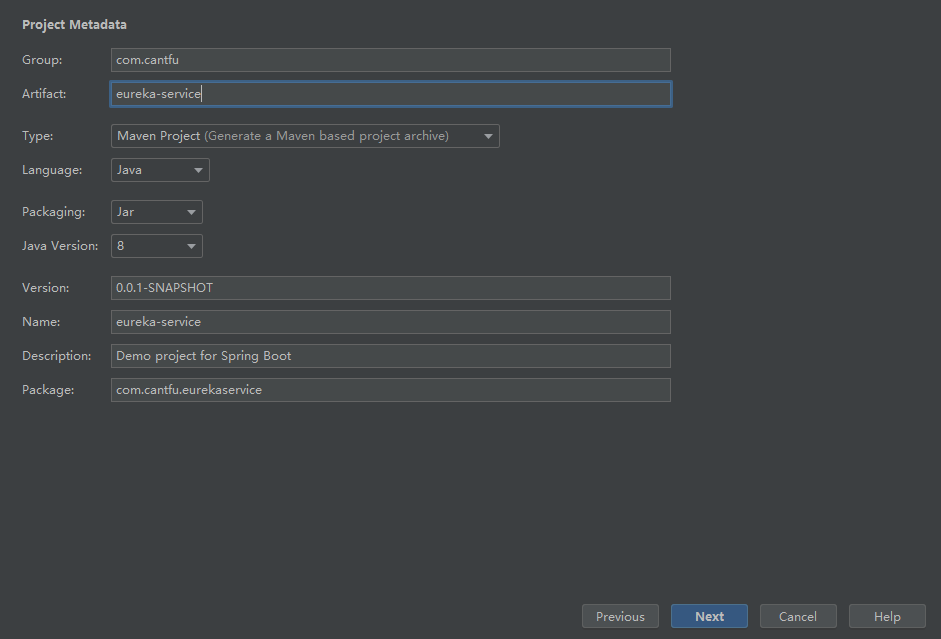 Project Metadata
Group: com.cantfu
Artifact: eureka-service
Type: Maven Project (Generate a Maven based project archive)
Language: Java
Packaging: Jar
Java Version: 8
Version: 0.0.1-SNAPSHOT
Name: eureka-service
Description: Demo project for Spring Boot
Package: com.cantfu.eurekaservice
Previous Next Cancel Help